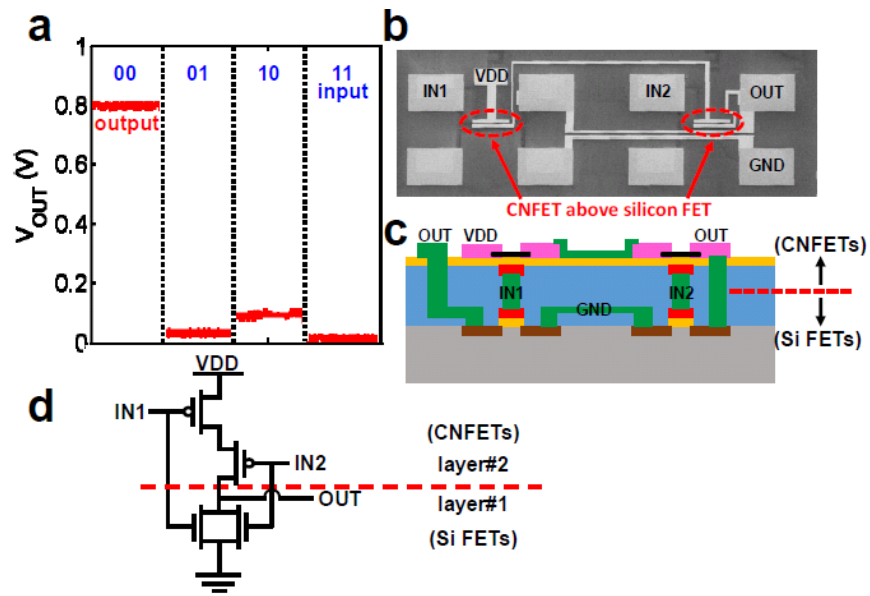 a
1
0.8
0.6
0.4
0.2
0
V_OUT (V)
00 01 10 11
input
output
b
IN1
VDD
IN2
OUT
GND
CNFET above silicon FET
c
OUT VDD OUT
(CNFETs)
IN1
IN2
GND
(Si FETs)
d
VDD
IN1
IN2
OUT
(CNFETs)
layer#2
layer#1
(Si FETs)